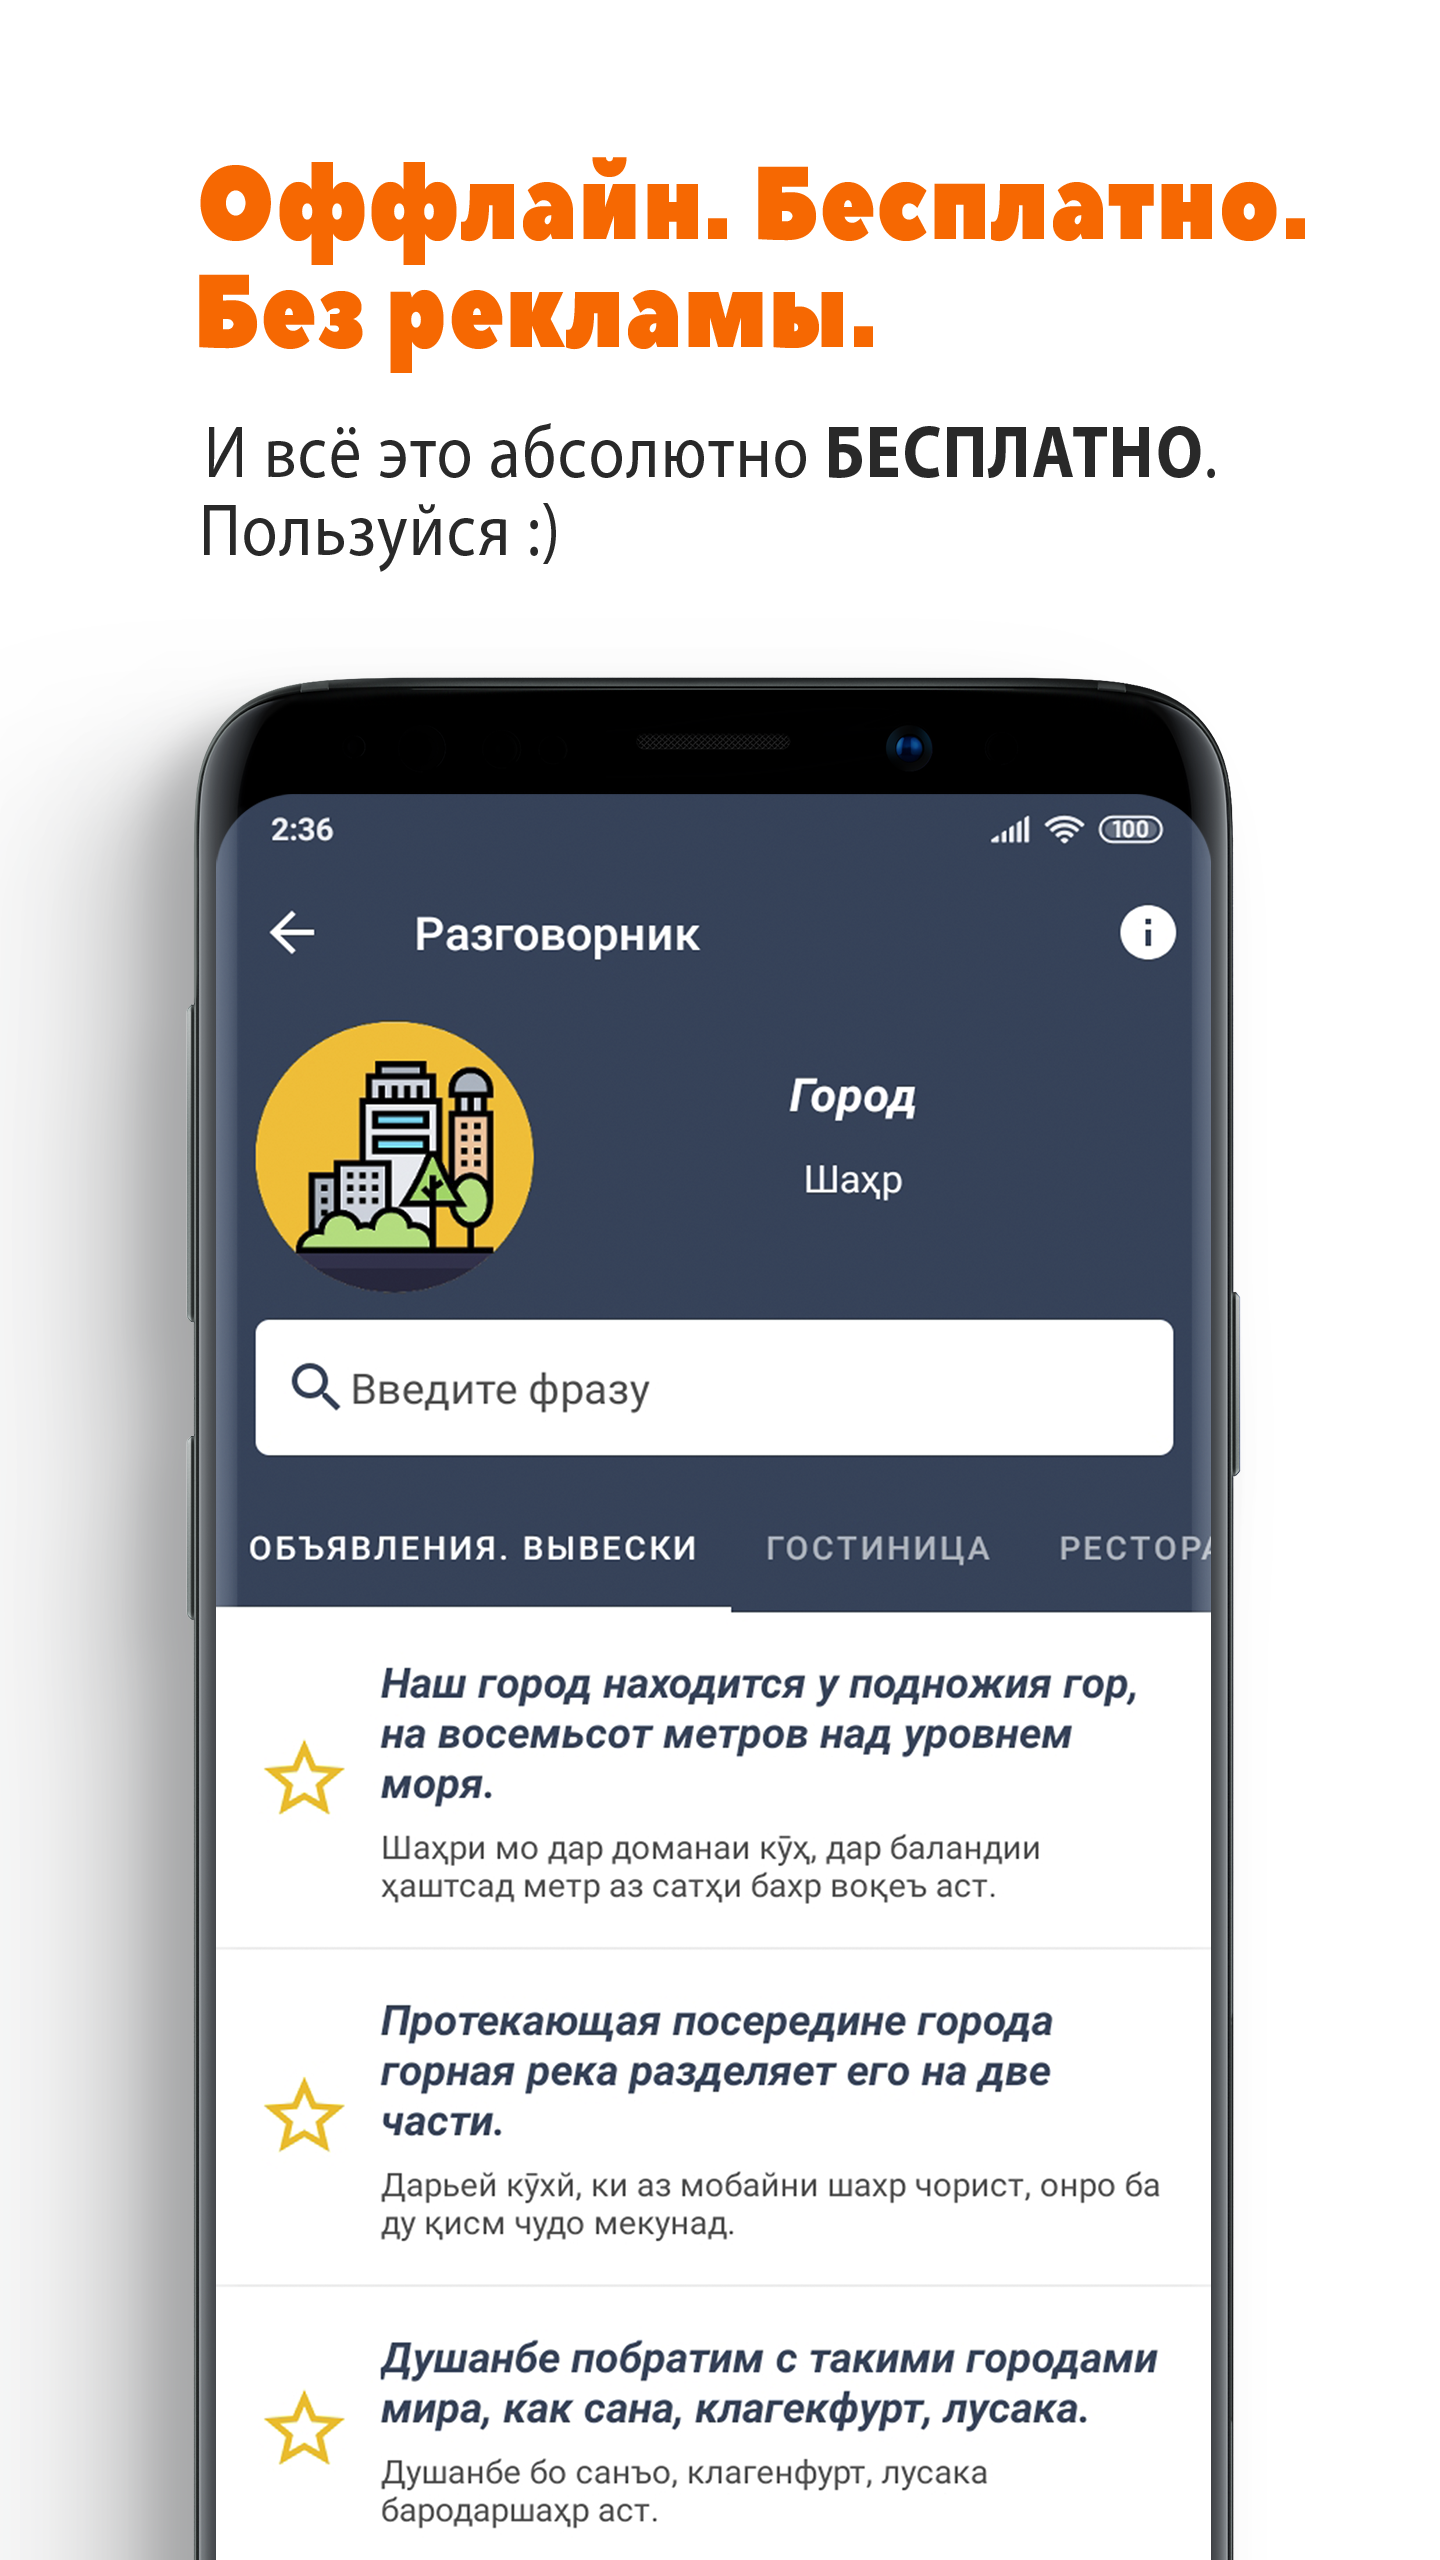 Оффлайн. Бесплатно.
Без рекламы.
И всё это абсолютно БЕСПЛАТНО.
Пользуйся :)
2:36
100
Разговорник
i
Город
Шаҳр
Введите фразу
ОБЪЯВЛЕНИЯ. ВЫВЕСКИ ГОСТИНИЦА РЕСТОРА
Наш город находится у подножия гор,
на восемьсот метров над уровнем
моря.
Шаҳри мо дар доманаи кӯҳ, дар баландии
ҳаштсад метр аз сатҳи бахр воқеъ аст.
Протекающая посередине города
горная река разделяет его на две
части.
Дарьей кӯхй, ки аз мобайни шахр чорист, онро ба
ду қисм чудо мекунад.
Душанбе побратим с такими городами
мира, как сана, клагекфурт, лусака.
Душанбе бо санъо, клагенфурт, лусака
бародаршаҳр аст.